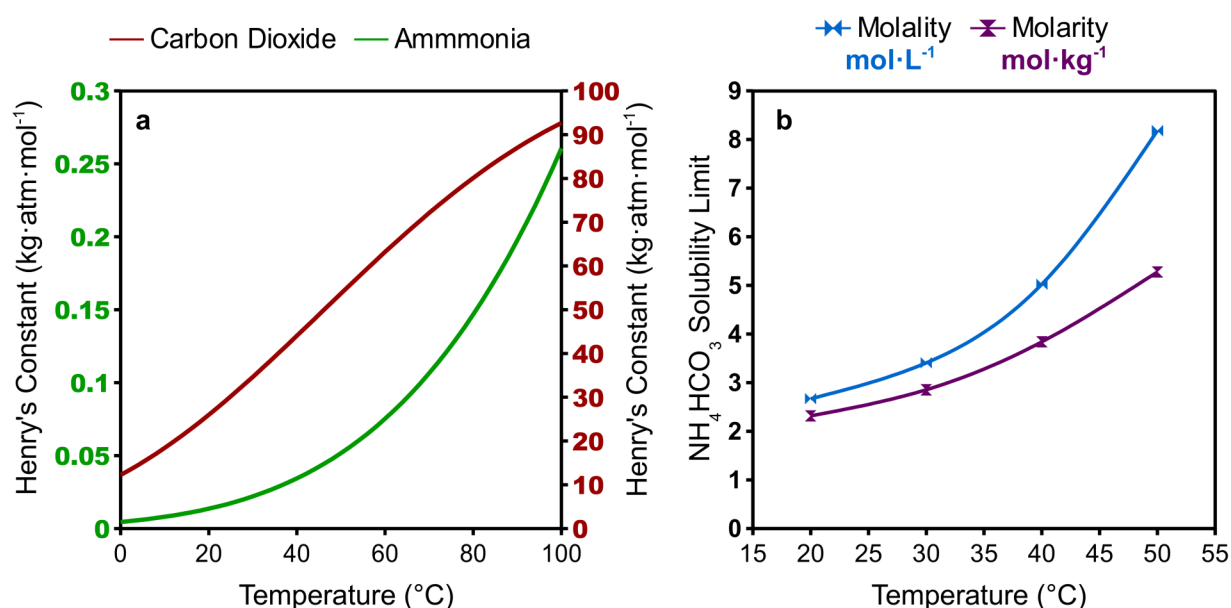 Carbon Dioxide
Ammmonia
a
Henry's Constant (kg·atm·mol⁻¹)
0.3
0.25
0.2
0.15
0.1
0.05
0
100
90
80
70
60
50
40
30
20
10
0
Henry's Constant (kg·atm·mol⁻¹)
0 20 40 60 80 100
Temperature (°C)
Molality Molarity
mol·L⁻¹ mol·kg⁻¹
b
NH₄HCO₃ Solubility Limit
9
8
7
6
5
4
3
2
1
0
15 20 25 30 35 40 45 50 55
Temperature (°C)